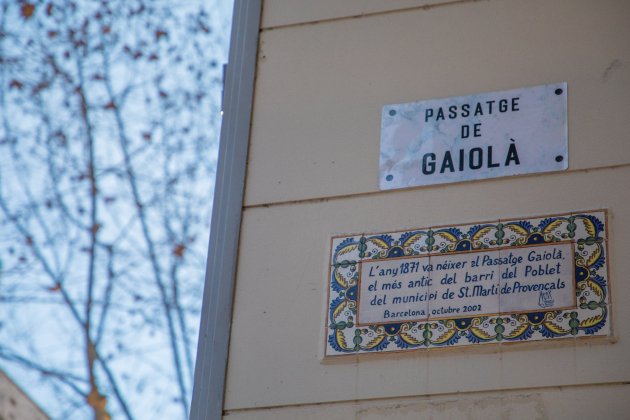 PASSATGE
DE
GAIOLÀ
L'any 1871 va néixer el Passatge Gaiolà,
el més antic del barri del Poblet
del municipi de St. Martí de Provençals
Barcelona, octubre 2002